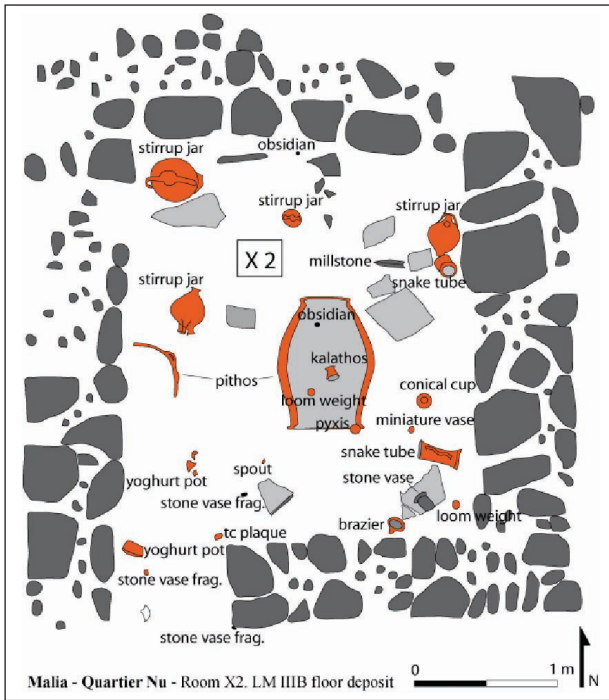 stirrup jar
obsidian
stirrup jar
stirrup jar
X 2
millstone
snake tube
stirrup jar
obsidian
kalathos
pithos
loom weight
conical cup
pyxis
miniature vase
snake tube
spout
yoghurt pot
stone vase
stone vase frag.
loom weight
brazier
tc plaque
yoghurt pot
stone vase frag.
stone vase frag.
0
1 m
N
Malia - Quartier Nu - Room X2. LM IIIB floor deposit